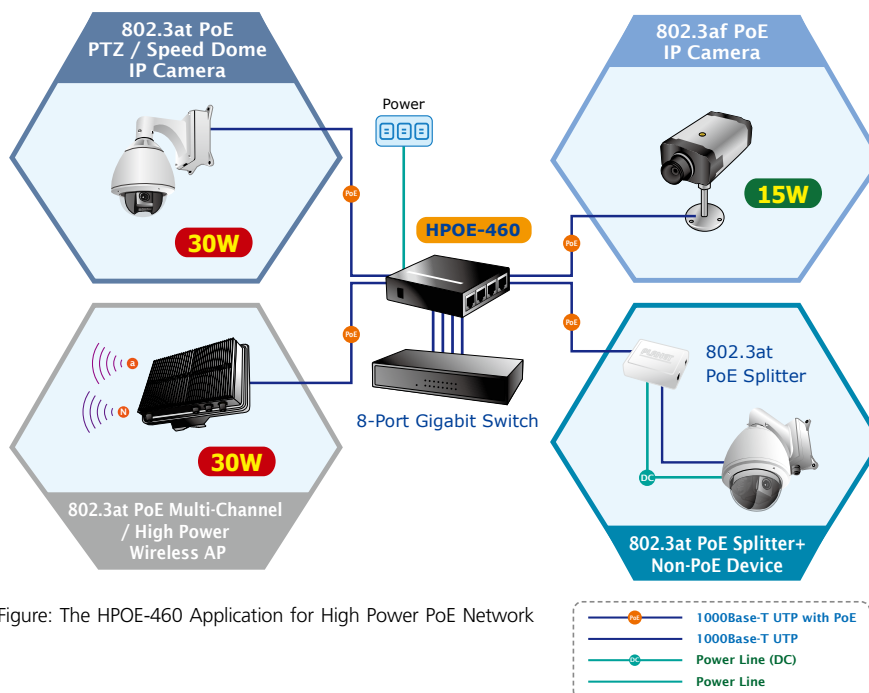 802.3at PoE
PTZ / Speed Dome
IP Camera
30W
Power
802.3af PoE
IP Camera
15W
HPOE-460
PoE
PoE
PoE
PoE
8-Port Gigabit Switch
a
N
30W
802.3at PoE Multi-Channel
/ High Power
Wireless AP
802.3at
PoE Splitter
DC
802.3at PoE Splitter+
Non-PoE Device
Figure: The HPOE-460 Application for High Power PoE Network
PoE 1000Base-T UTP with PoE
1000Base-T UTP
DC Power Line (DC)
Power Line